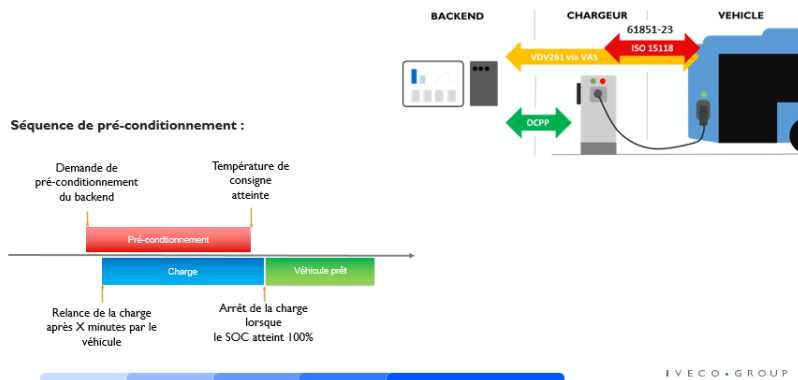 BACKEND
CHARGEUR
VEHICLE
61851-23
ISO 15118
VDV261 via VAS
OCPP
Séquence de pré-conditionnement :
Demande de
pré-conditionnement
du backend
Température de
consigne
atteinte
Pré-condtionnement
Charge
Véhicule prêt
Relance de la charge
après X minutes par le
véhicule
Arrêt de la charge
lorsque
le SOC atteint 100%
IVECO • GROUP